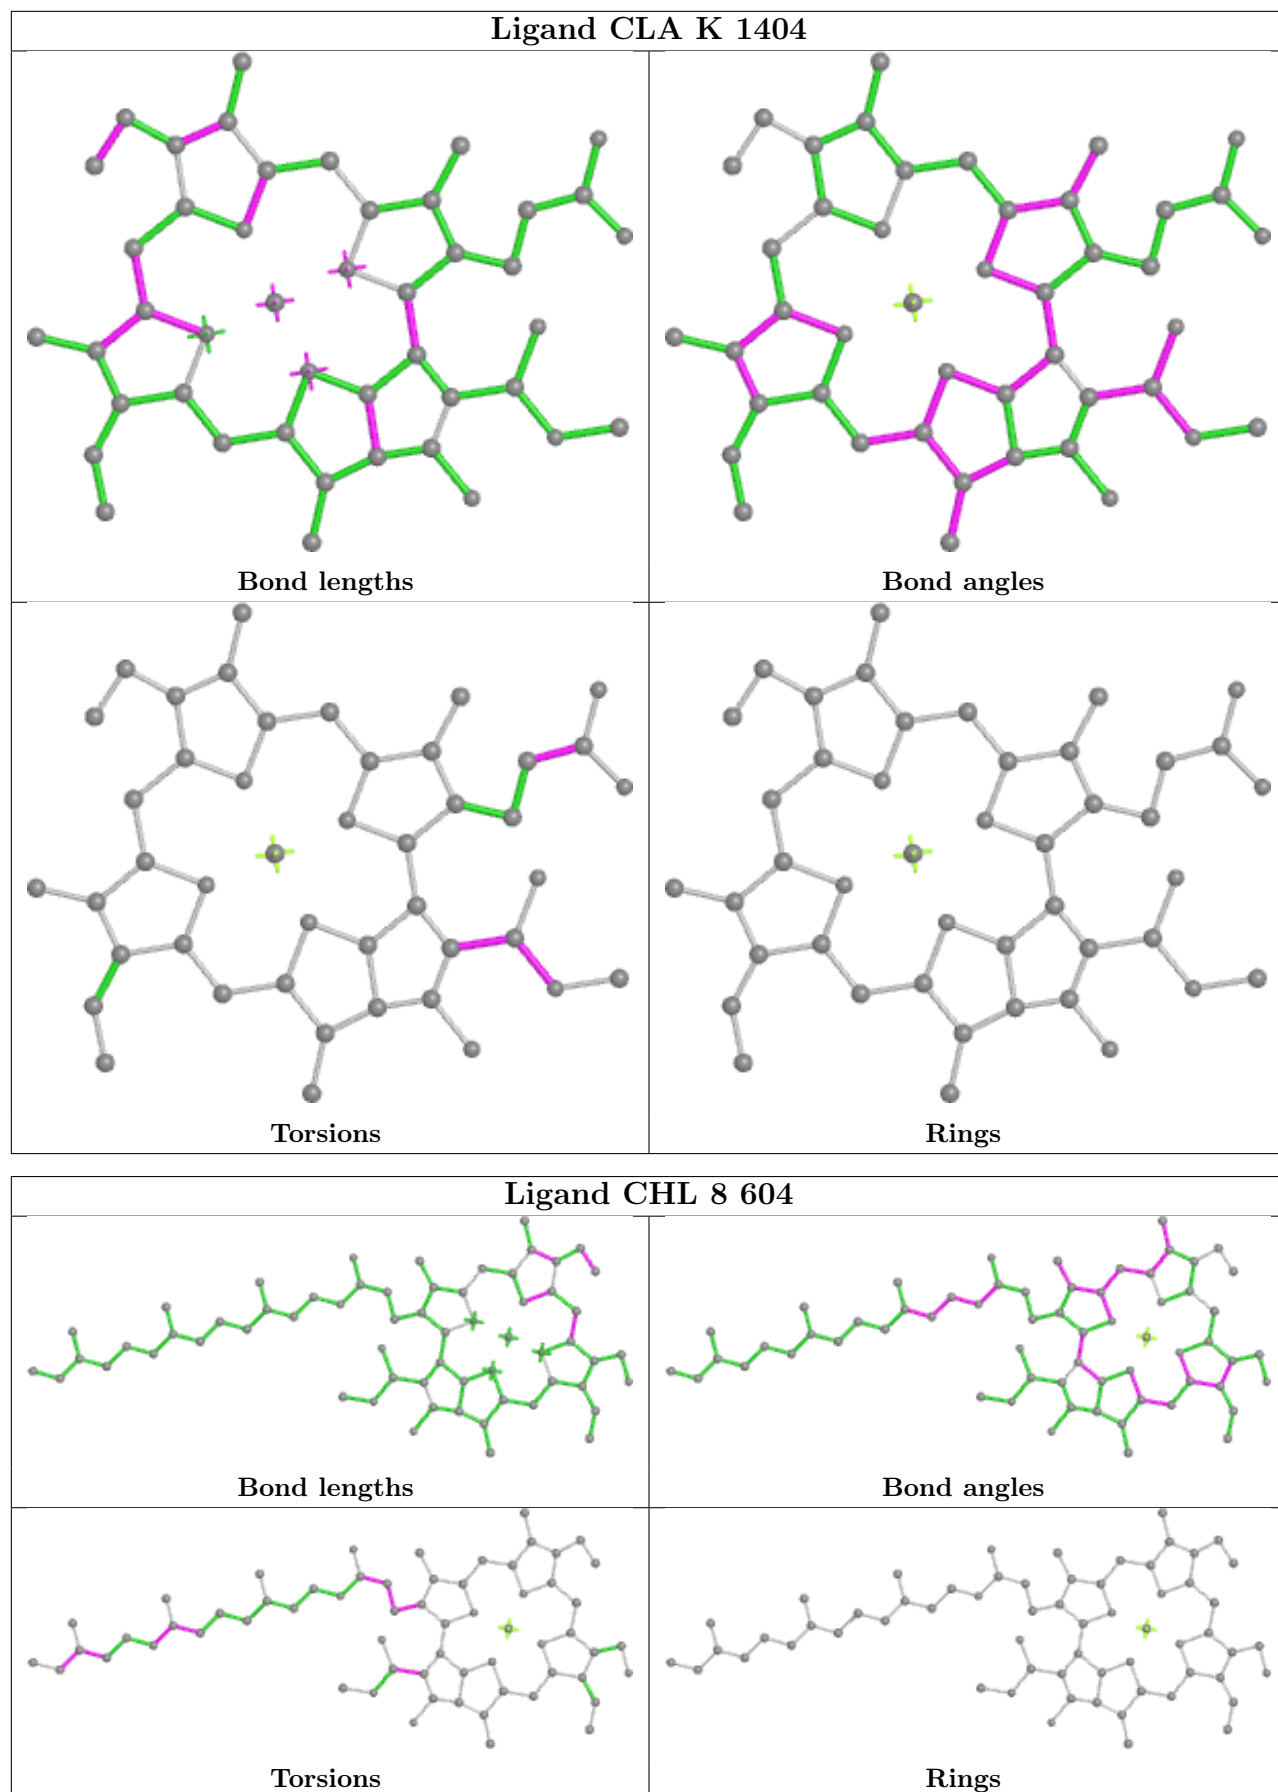 Ligand CLA K 1404
Bond lengths
Bond angles
Torsions
Rings
Ligand CHL 8 604
Bond lengths
Bond angles
Torsions
Rings